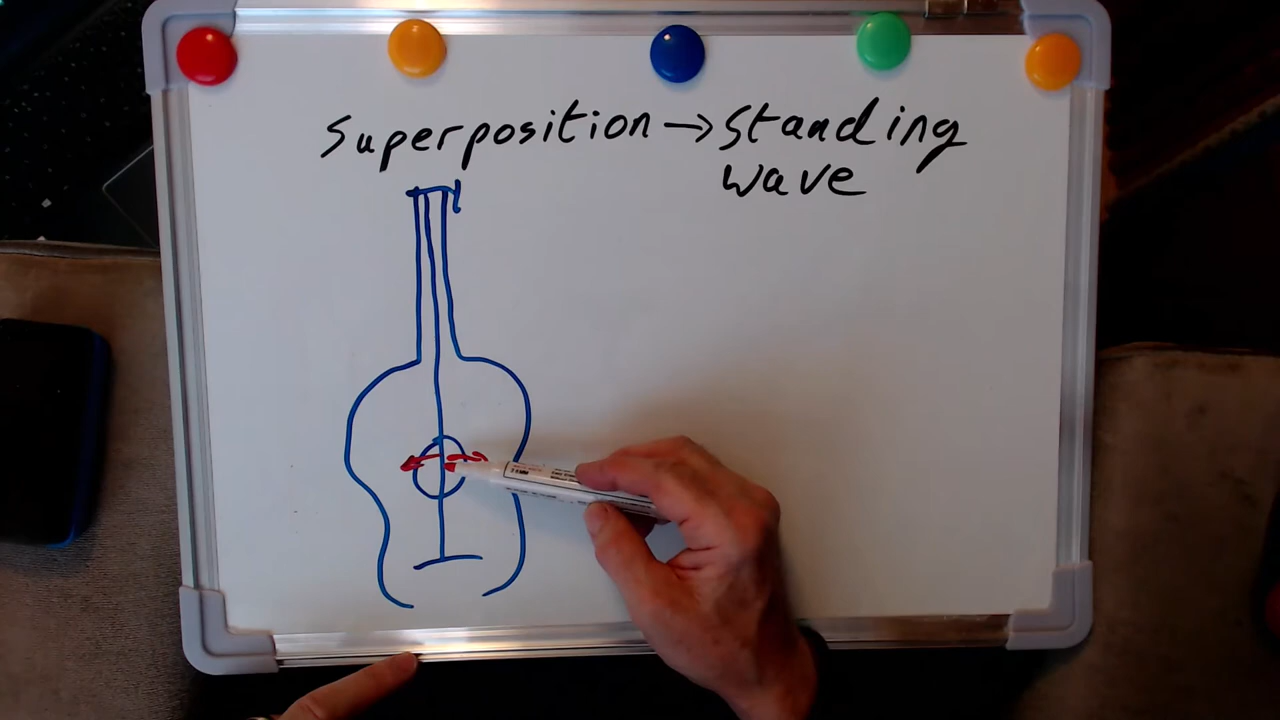 Superposition → Standing
wave